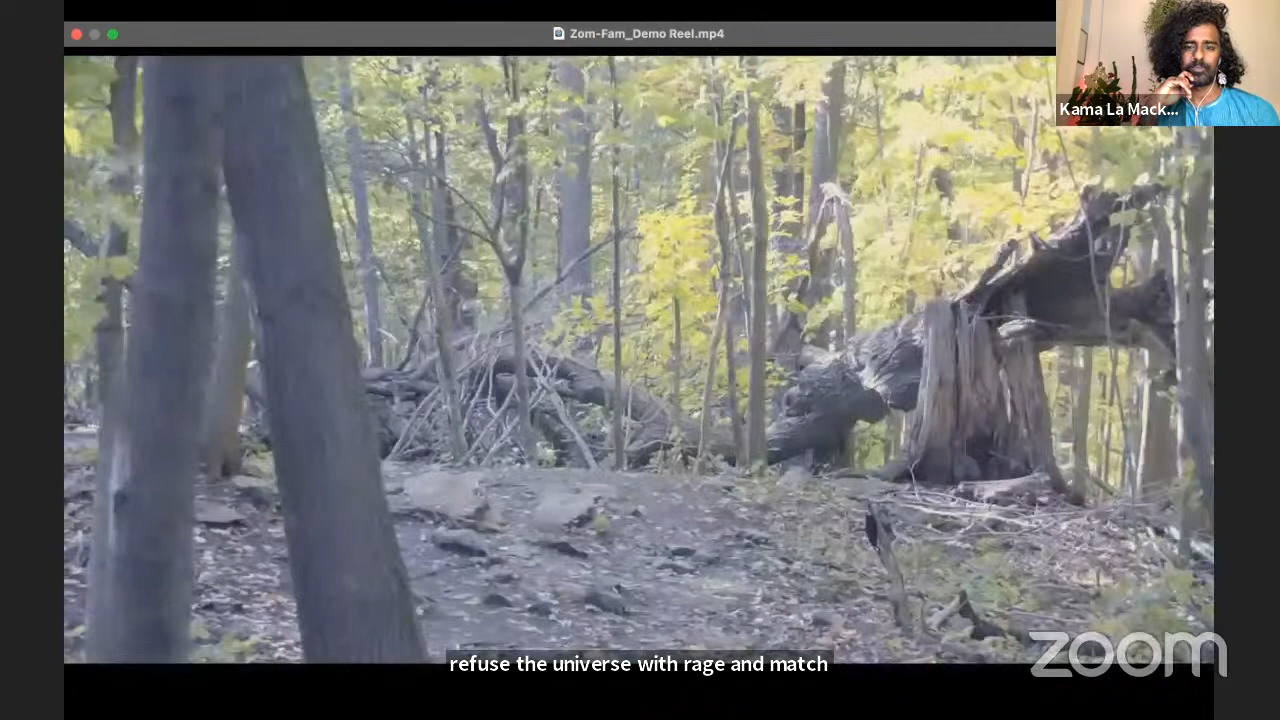 Zom-Fam_Demo Reel.mp4
Kama La Mack...
refuse the universe with rage and match
zoom